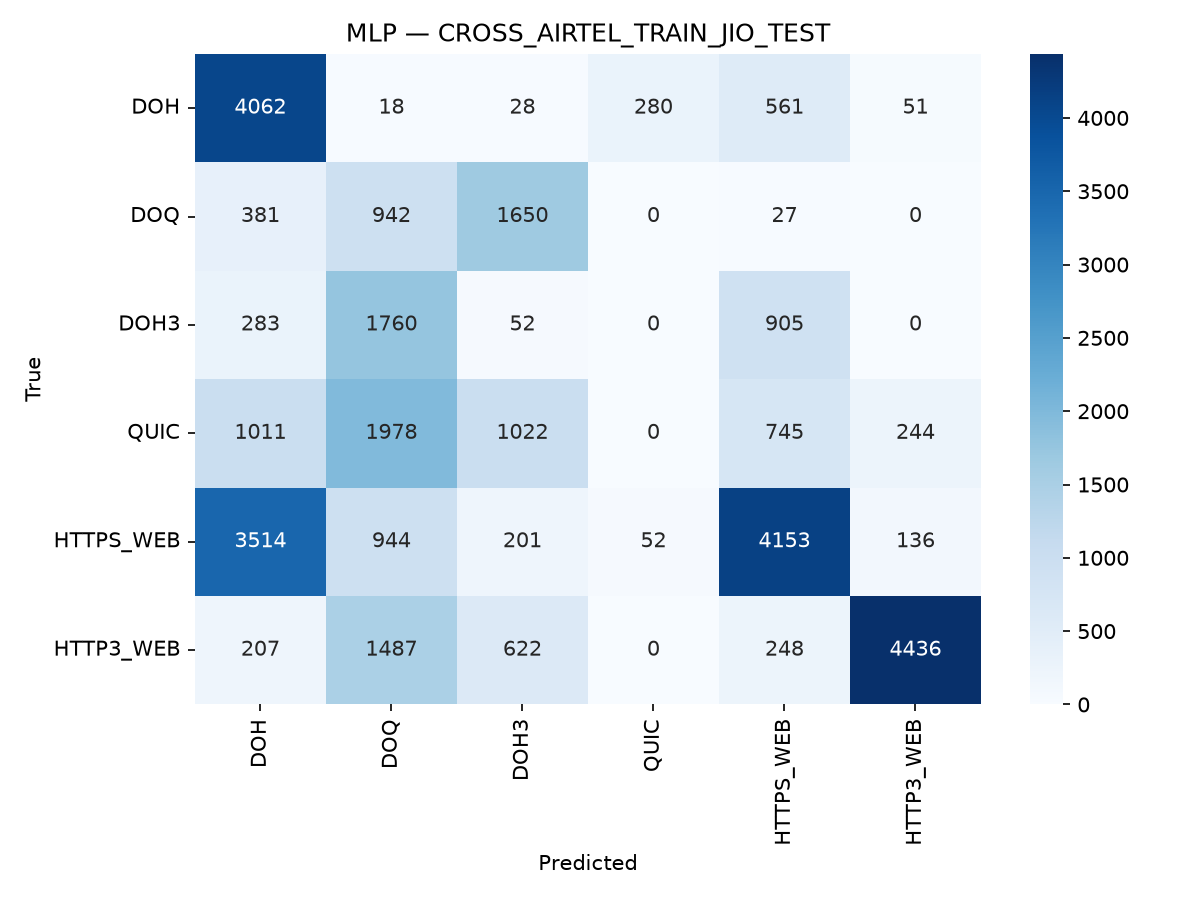 MLP — CROSS_AIRTEL_TRAIN_JIO_TEST
DOH 4062 18 28 280 561 51
DOQ 381 942 1650 0 27 0
DOH3 283 1760 52 0 905 0
QUIC 1011 1978 1022 0 745 244
HTTPS_WEB 3514 944 201 52 4153 136
HTTP3_WEB 207 1487 622 0 248 4436
True
DOH DOQ DOH3 QUIC HTTPS_WEB HTTP3_WEB
Predicted
4000
3500
3000
2500
2000
1500
1000
500
0